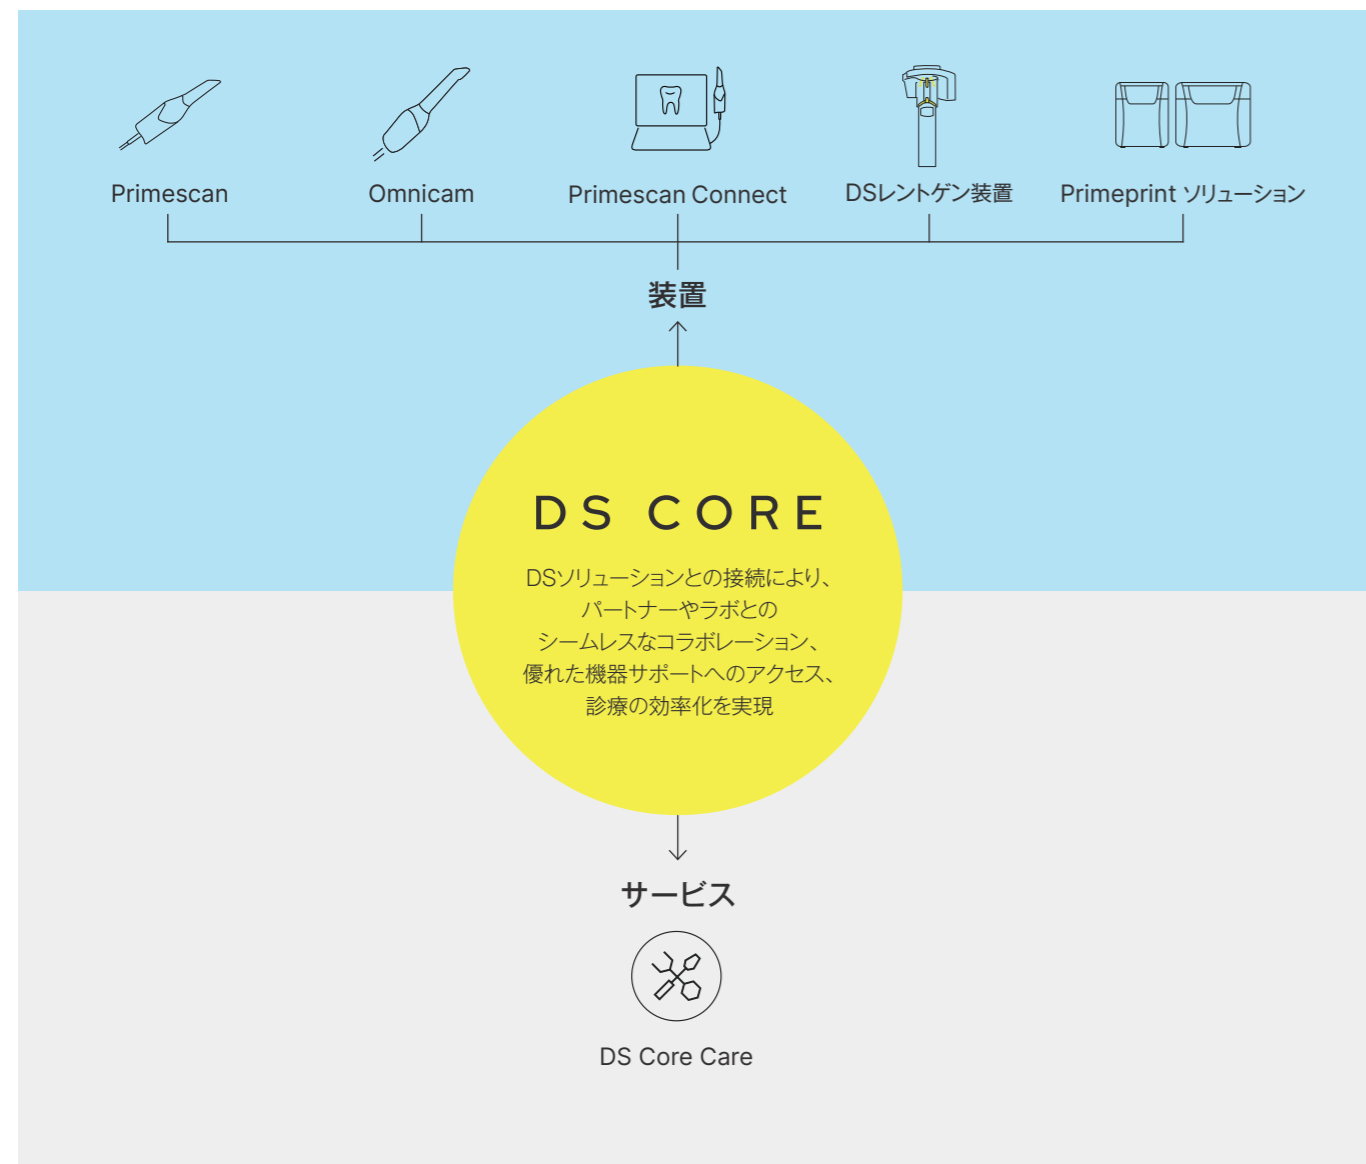 Primescan
Omnicam
Primescan Connect
DSレントゲン装置
Primeprint ソリューション
装置
DS CORE
DSソリューションとの接続により、
パートナーやラボとの
シームレスなコラボレーション、
優れた機器サポートへのアクセス、
診療の効率化を実現
サービス
DS Core Care